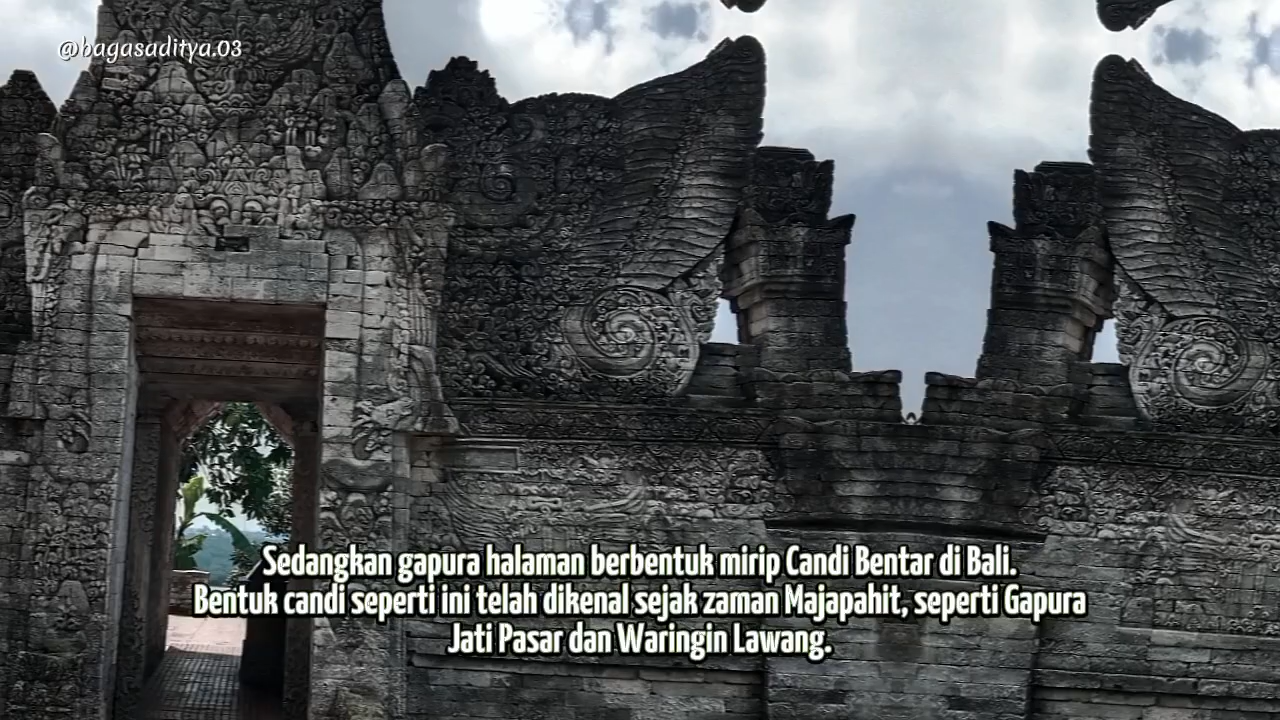 @bagasaditya.03
Sedangkan gapura halaman berbentuk mirip Candi Bentar di Bali.
Bentuk candi seperti ini telah dikenal sejak zaman Majapahit, seperti Gapura
Jati Pasar dan Waringin Lawang.